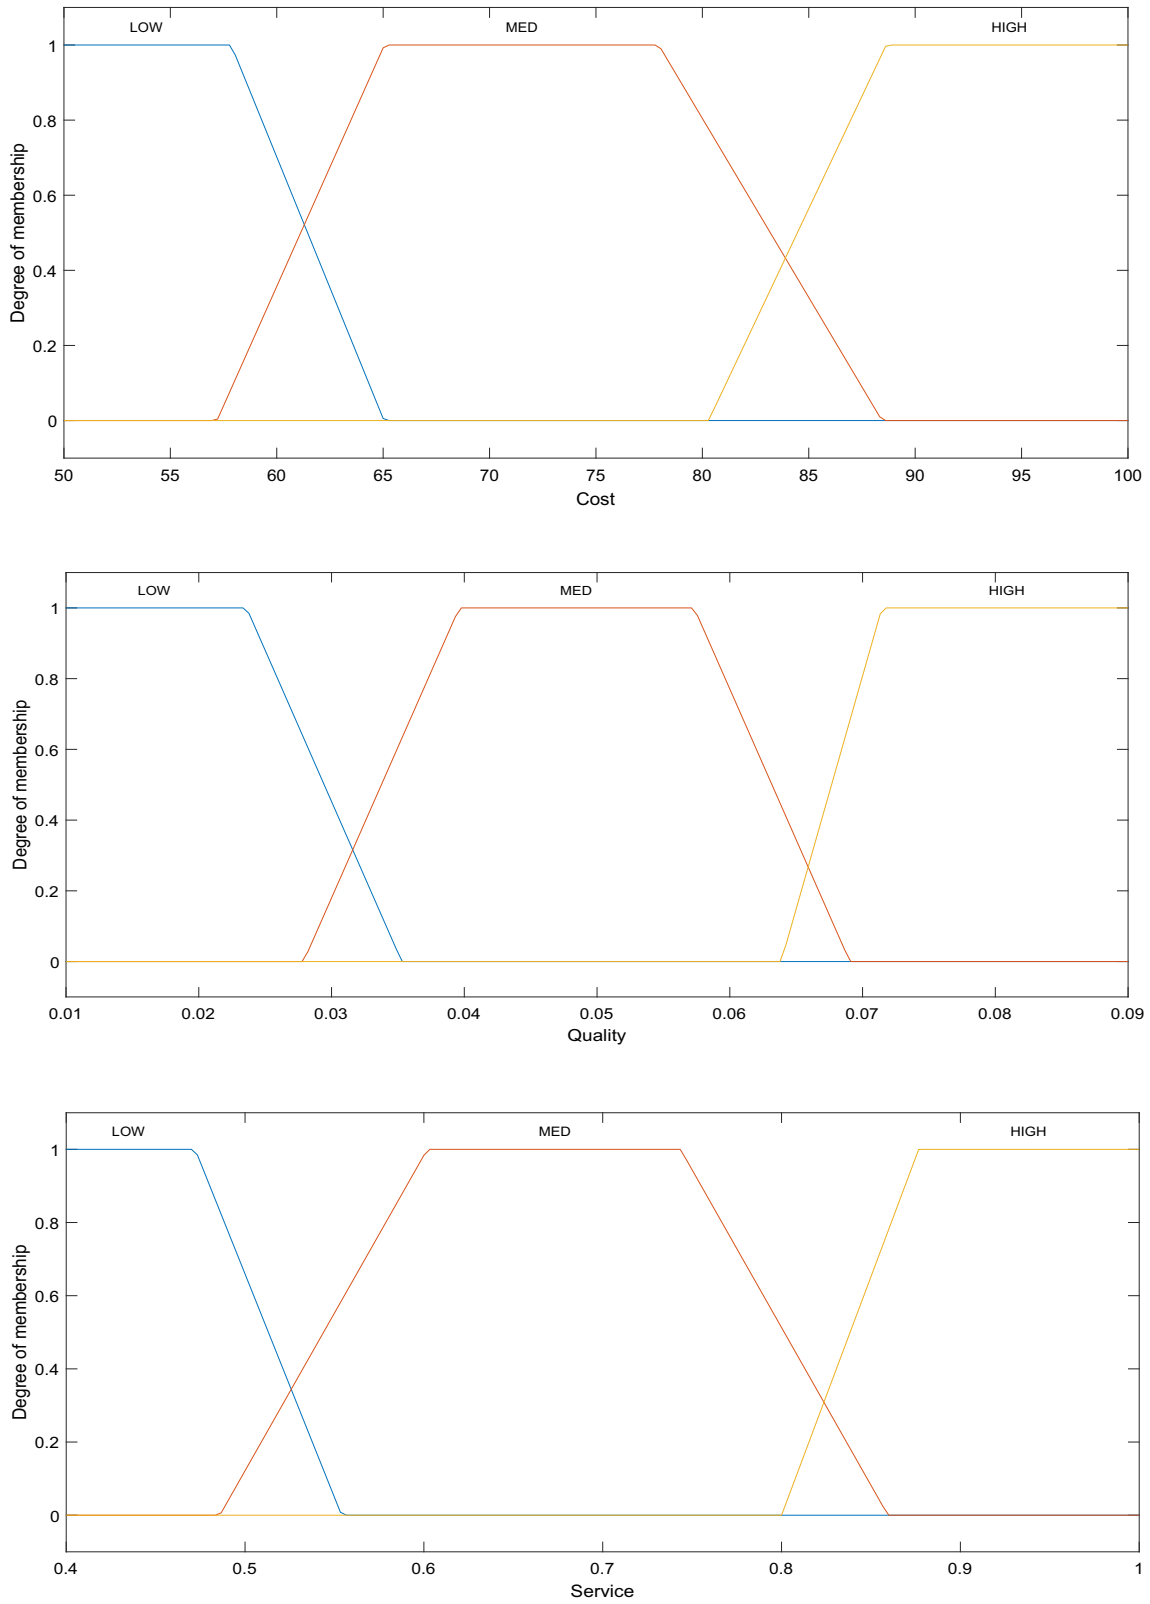 LOW MED HIGH
1
0.8
0.6
0.4
0.2
0
Degree of membership
50 55 60 65 70 75 80 85 90 95 100
Cost
LOW MED HIGH
1
0.8
0.6
0.4
0.2
0
Degree of membership
0.01 0.02 0.03 0.04 0.05 0.06 0.07 0.08 0.09
Quality
LOW MED HIGH
1
0.8
0.6
0.4
0.2
0
Degree of membership
0.4 0.5 0.6 0.7 0.8 0.9 1
Service